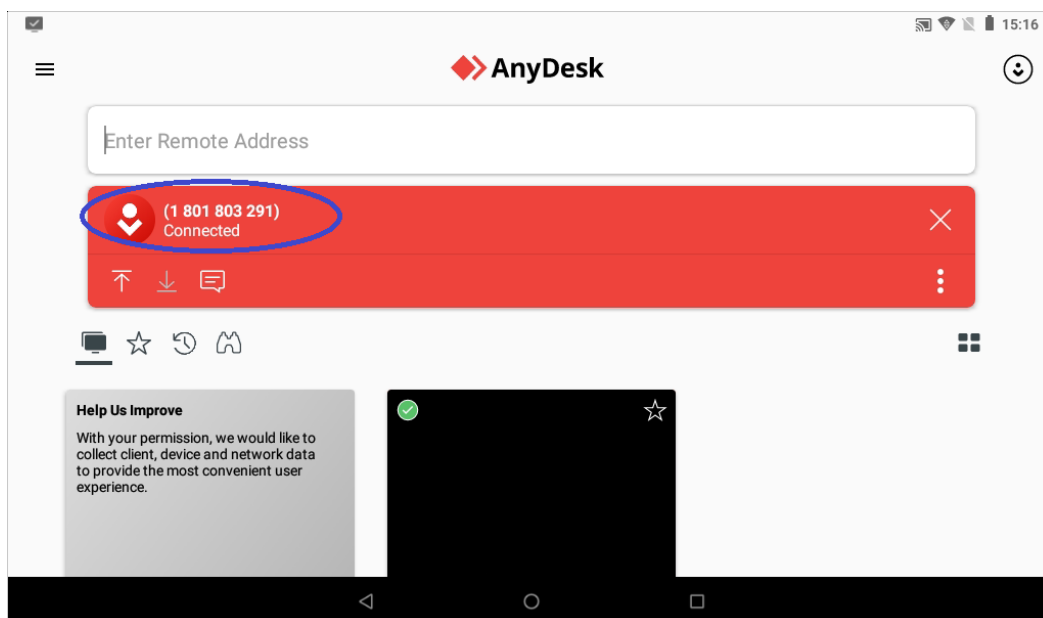 15:16
AnyDesk
Enter Remote Address
(1 801 803 291)
Connected
Help Us Improve
With your permission, we would like to
collect client, device and network data
to provide the most convenient user
experience.